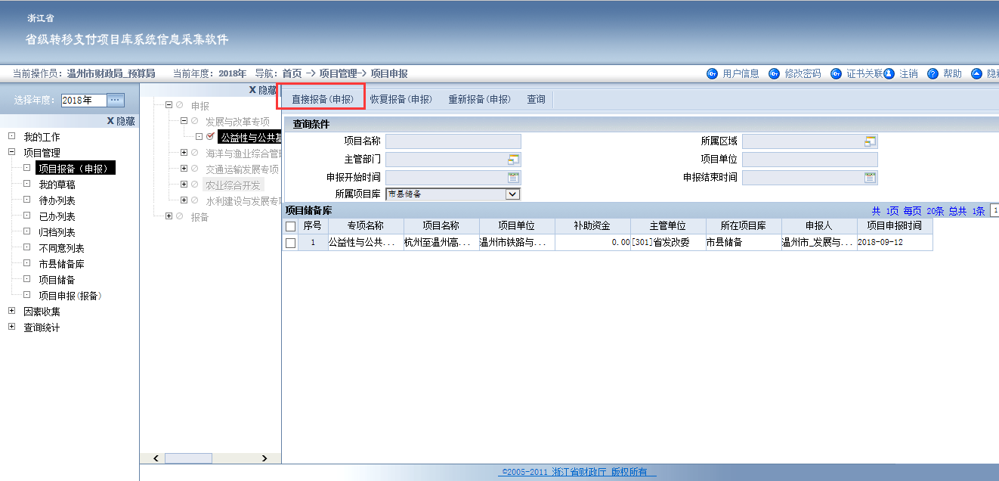 浙江省
省级转移支付项目库系统信息采集软件
当前操作员：温州市财政局_预算局 当前年度：2018年 导航：首页 -> 项目管理-> 项目申报
用户信息 修改密码 证书关联 注销 帮助
选择年度：2018年 ...
X 隐藏
我的工作
项目管理
项目报备（申报）
我的草稿
待办列表
已办列表
归档列表
不同意列表
市县储备库
项目储备
项目申报(报备)
因素收集
查询统计
X 隐藏
申报
发展与改革专项
公益性与公共基
海洋与渔业综合管
交通运输发展专项
农业综合开发
水利建设与发展专
报备
直接报备(申报) 恢复报备(申报) 重新报备(申报) 查询
查询条件
项目名称 所属区域
主管部门 项目单位
申报开始时间 申报结束时间
所属项目库 市县储备
项目储备库 共 1页 每页 20条 总共 1条 1
序号 专项名称 项目名称 项目单位 补助资金 主管单位 所在项目库 申报人 项目申报时间
1 公益性与公共... 杭州至温州高... 温州市铁路与... 0.00 [301]省发改委 市县储备 温州市_发展与... 2018-09-12
©2005-2011 浙江省财政厅 版权所有